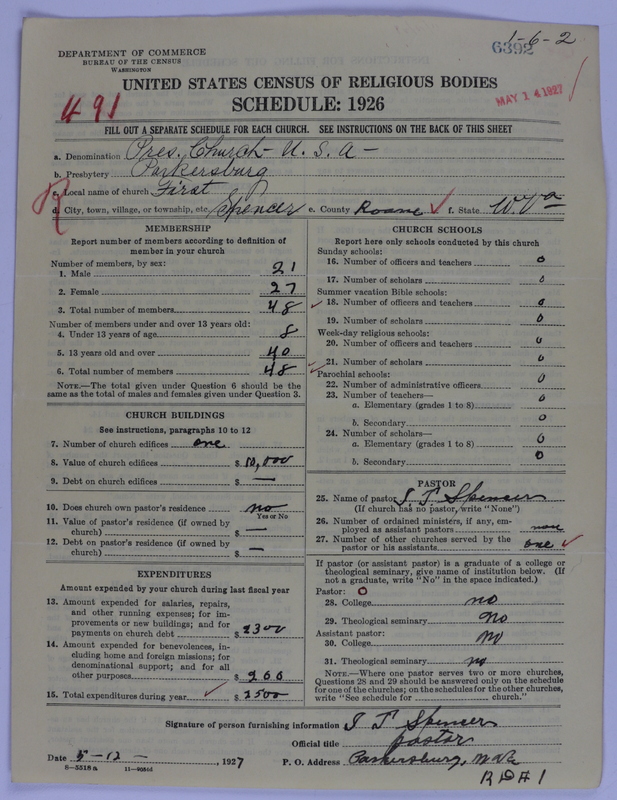 1-6-2
6392
DEPARTMENT OF COMMERCE
BUREAU OF THE CENSUS
WASHINGTON
UNITED STATES CENSUS OF RELIGIOUS BODIES
SCHEDULE: 1926
MAY 14 1927
491
FILL OUT A SEPARATE SCHEDULE FOR EACH CHURCH. SEE INSTRUCTIONS ON THE BACK OF THIS SHEET
a. Denomination Pres. Church- U.S.A-
b. Presbytery Parkersburg
c. Local name of church First
R
d. City, town, village, or township, etc. Spencer e. County Roane f. State W.Va
MEMBERSHIP
Report number of members according to definition of
member in your church
Number of members, by sex:
1. Male 21
2. Female 27
3. Total number of members 48
Number of members under and over 13 years old:
4. Under 13 years of age 8
5. 13 years old and over 40
6. Total number of members 48
NOTE.—The total given under Question 6 should be the
same as the total of males and females given under Question 3.
CHURCH BUILDINGS
See instructions, paragraphs 10 to 12
7. Number of church edifices one
8. Value of church edifices $ 10,000
9. Debt on church edifices $ —
10. Does church own pastor's residence no
Yes or No
11. Value of pastor's residence (if owned by
church) $ —
12. Debt on pastor's residence (if owned by
church) $ —
EXPENDITURES
Amount expended by your church during last fiscal year
13. Amount expended for salaries, repairs,
and other running expenses; for im-
provements or new buildings; and for
payments on church debt $ 2300
14. Amount expended for benevolences, in-
cluding home and foreign missions; for
denominational support; and for all
other purposes $ 200
15. Total expenditures during year $ 2500
CHURCH SCHOOLS
Report here only schools conducted by this church
Sunday schools:
16. Number of officers and teachers 0
17. Number of scholars 0
Summer vacation Bible schools:
18. Number of officers and teachers 0
19. Number of scholars 0
Week-day religious schools:
20. Number of officers and teachers 0
21. Number of scholars 0
Parochial schools:
22. Number of administrative officers 0
23. Number of teachers—
a. Elementary (grades 1 to 8) 0
b. Secondary 0
24. Number of scholars—
a. Elementary (grades 1 to 8) 0
b. Secondary 0
PASTOR
25. Name of pastor I T Spencer
(If church has no pastor, write "None")
26. Number of ordained ministers, if any, em-
ployed as assistant pastors none
27. Number of other churches served by the
pastor or his assistants one
If pastor (or assistant pastor) is a graduate of a college or
theological seminary, give name of institution below. (If
not a graduate, write "No" in the space indicated.)
Pastor: O
28. College no
29. Theological seminary No
Assistant pastor:
30. College No
31. Theological seminary no
NOTE.—Where one pastor serves two or more churches,
Questions 28 and 29 should be answered only on the schedule
for one of the churches; on the schedules for the other churches,
write "See schedule for church."
Signature of person furnishing information I T Spencer
Official title pastor
Date 5-12-, 1927 P. O. Address Parkersburg, W Va
8-5518a 11-9056d RD#1